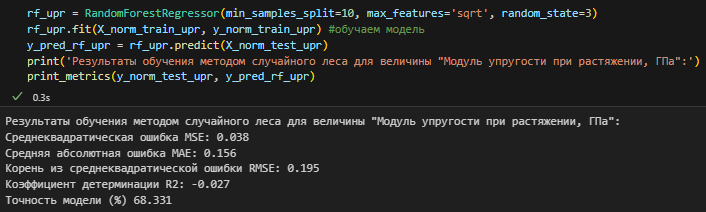 rf_upr = RandomForestRegressor(min_samples_split=10, max_features='sqrt', random_state=3)
rf_upr.fit(X_norm_train_upr, y_norm_train_upr) #обучаем модель
y_pred_rf_upr = rf_upr.predict(X_norm_test_upr)
print('Результаты обучения методом случайного леса для величины "Модуль упругости при растяжении, ГПа":')
print_metrics(y_norm_test_upr, y_pred_rf_upr)
0.3s
Результаты обучения методом случайного леса для величины "Модуль упругости при растяжении, ГПа":
Среднеквадратическая ошибка MSE: 0.038
Средняя абсолютная ошибка MAE: 0.156
Корень из среднеквадратической ошибки RMSE: 0.195
Коэффициент детерминации R2: -0.027
Точность модели (%) 68.331